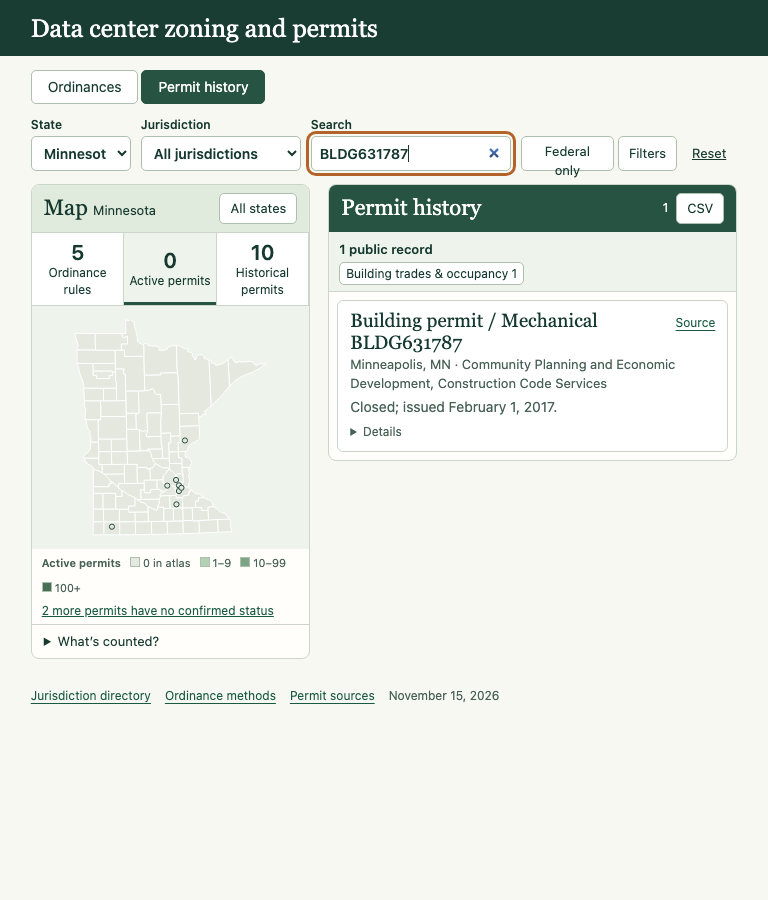 Data center zoning and permits
Ordinances
Permit history
State
Jurisdiction
Search
Minnesot
All jurisdictions
BLDG631787
Federal only
Filters
Reset
Map Minnesota
All states
5
Ordinance rules
0
Active permits
10
Historical permits
Active permits
0 in atlas
1–9
10–99
100+
2 more permits have no confirmed status
What's counted?
Permit history
1
CSV
1 public record
Building trades & occupancy 1
Building permit / Mechanical
BLDG631787
Source
Minneapolis, MN · Community Planning and Economic
Development, Construction Code Services
Closed; issued February 1, 2017.
Details
Jurisdiction directory
Ordinance methods
Permit sources
November 15, 2026